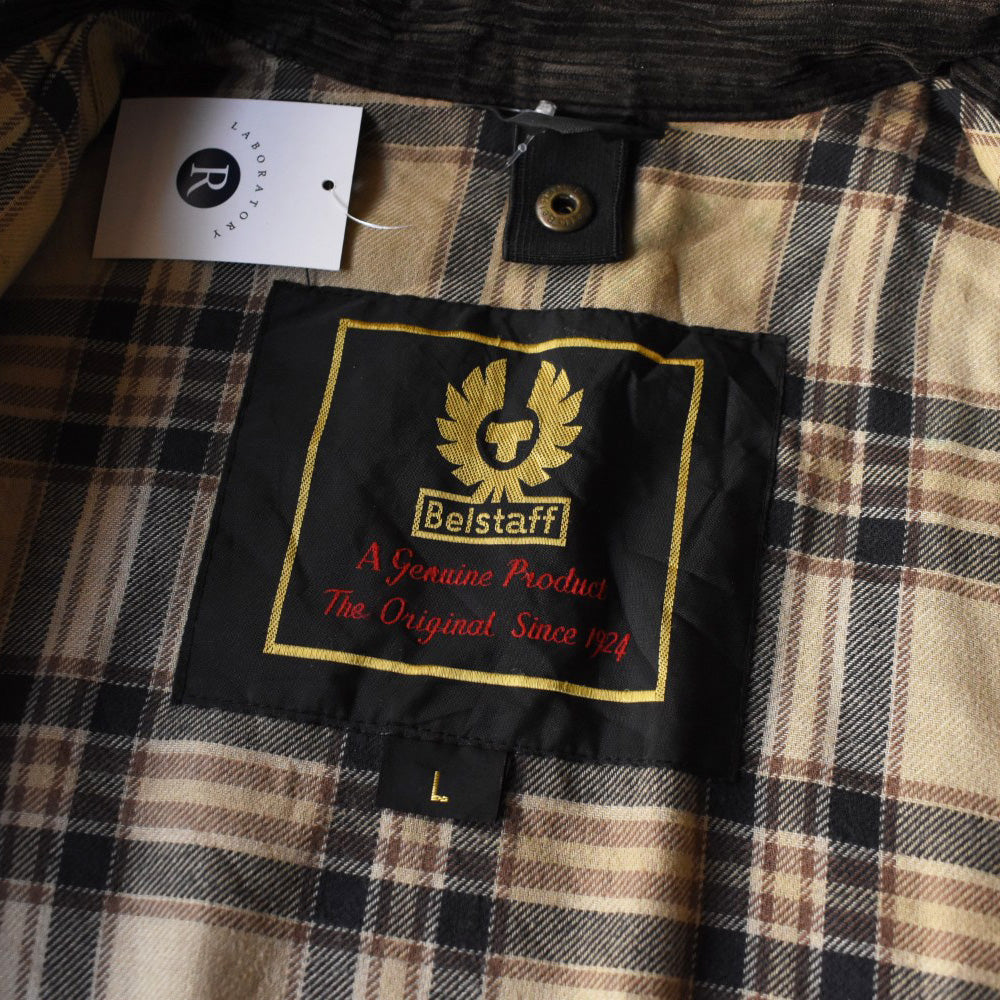 LABORATORY
R
Belstaff
A Genuine Product
The Original Since 1924
L